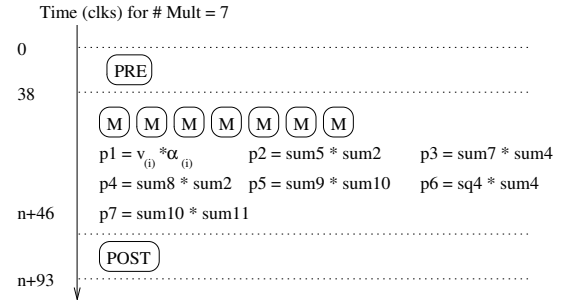 Time (clks) for # Mult = 7
0
PRE
38
M M M M M M M
p1 = v(i) *α(i) p2 = sum5 * sum2 p3 = sum7 * sum4
p4 = sum8 * sum2 p5 = sum9 * sum10 p6 = sq4 * sum4
n+46 p7 = sum10 * sum11
POST
n+93